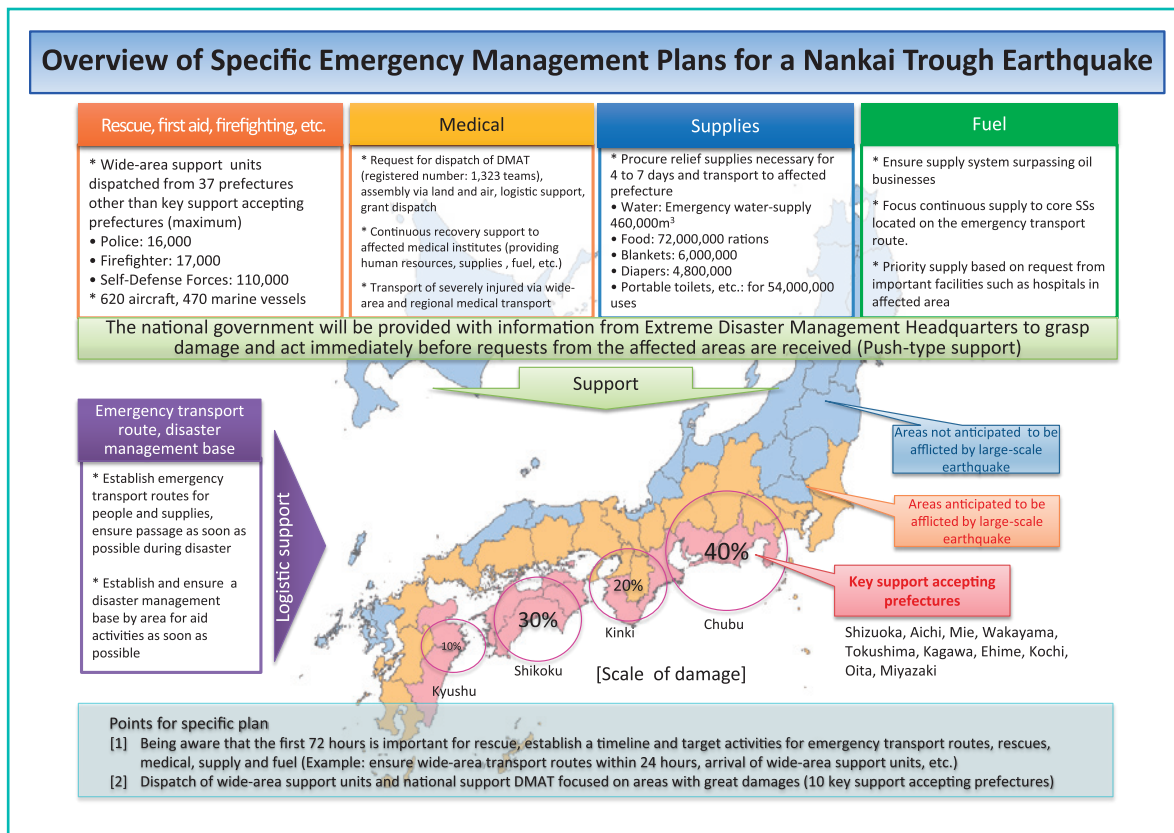 Overview of Specific Emergency Management Plans for a Nankai Trough Earthquake
Rescue, first aid, firefighting, etc.
* Wide-area support units
dispatched from 37 prefectures
other than key support accepting
prefectures (maximum)
• Police: 16,000
• Firefighter: 17,000
• Self-Defense Forces: 110,000
* 620 aircraft, 470 marine vessels
Medical
* Request for dispatch of DMAT
(registered number: 1,323 teams),
assembly via land and air, logistic support,
grant dispatch
* Continuous recovery support to
affected medical institutes (providing
human resources, supplies , fuel, etc.)
* Transport of severely injured via wide-
area and regional medical transport
Supplies
* Procure relief supplies necessary for
4 to 7 days and transport to affected
prefecture
• Water: Emergency water-supply
460,000m³
• Food: 72,000,000 rations
• Blankets: 6,000,000
• Diapers: 4,800,000
• Portable toilets, etc.: for 54,000,000
uses
Fuel
* Ensure supply system surpassing oil
businesses
* Focus continuous supply to core SSs
located on the emergency transport
route.
* Priority supply based on request from
important facilities such as hospitals in
affected area
The national government will be provided with information from Extreme Disaster Management Headquarters to grasp
damage and act immediately before requests from the affected areas are received (Push-type support)
Support
Emergency transport
route, disaster
management base
* Establish emergency
transport routes for
people and supplies,
ensure passage as soon as
possible during disaster
* Establish and ensure a
disaster management
base by area for aid
activities as soon as
possible
Logistic support
Areas not anticipated to be
afflicted by large-scale
earthquake
Areas anticipated to be
afflicted by large-scale
earthquake
Key support accepting
prefectures
Shizuoka, Aichi, Mie, Wakayama,
Tokushima, Kagawa, Ehime, Kochi,
Oita, Miyazaki
40%
Chubu
20%
Kinki
30%
Shikoku
10%
Kyushu
[Scale of damage]
Points for specific plan
[1] Being aware that the first 72 hours is important for rescue, establish a timeline and target activities for emergency transport routes, rescues,
medical, supply and fuel (Example: ensure wide-area transport routes within 24 hours, arrival of wide-area support units, etc.)
[2] Dispatch of wide-area support units and national support DMAT focused on areas with great damages (10 key support accepting prefectures)